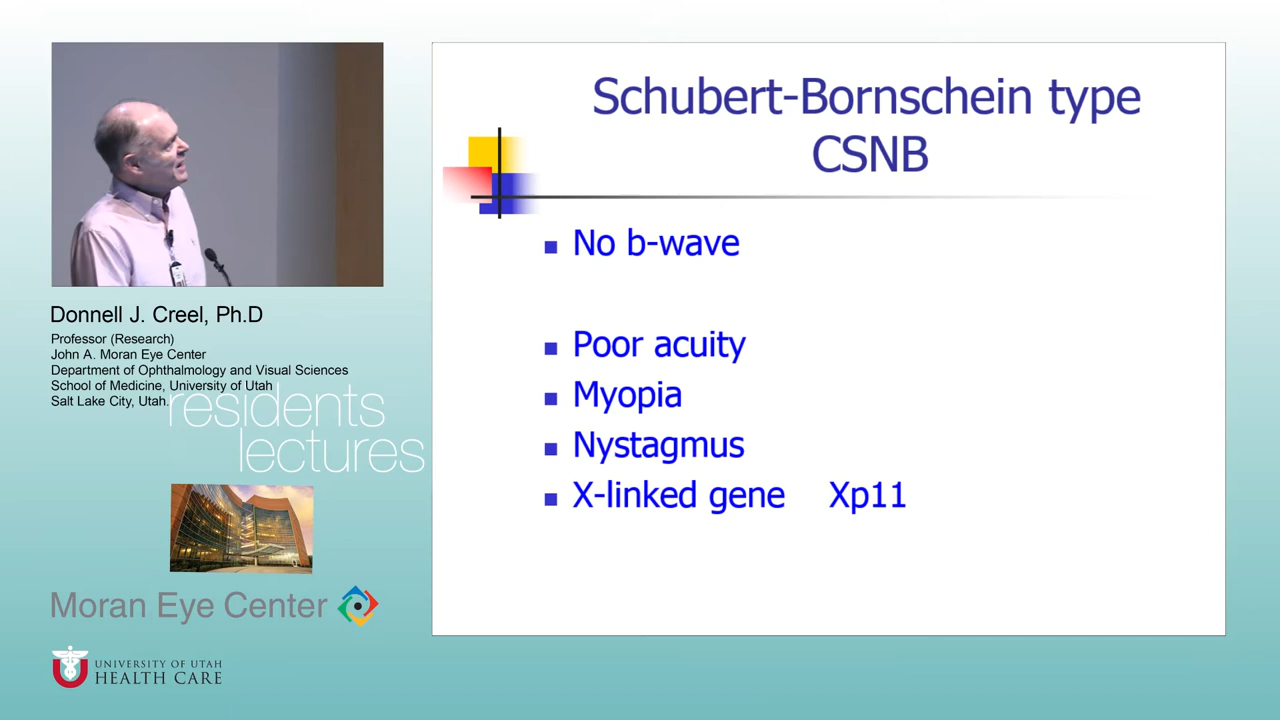 Schubert-Bornschein type
CSNB
No b-wave
Poor acuity
Myopia
Nystagmus
X-linked gene Xp11
Donnell J. Creel, Ph.D
Professor (Research)
John A. Moran Eye Center
Department of Ophthalmology and Visual Sciences
School of Medicine, University of Utah
Salt Lake City, Utah.
residents
lectures
Moran Eye Center
UNIVERSITY OF UTAH
HEALTH CARE